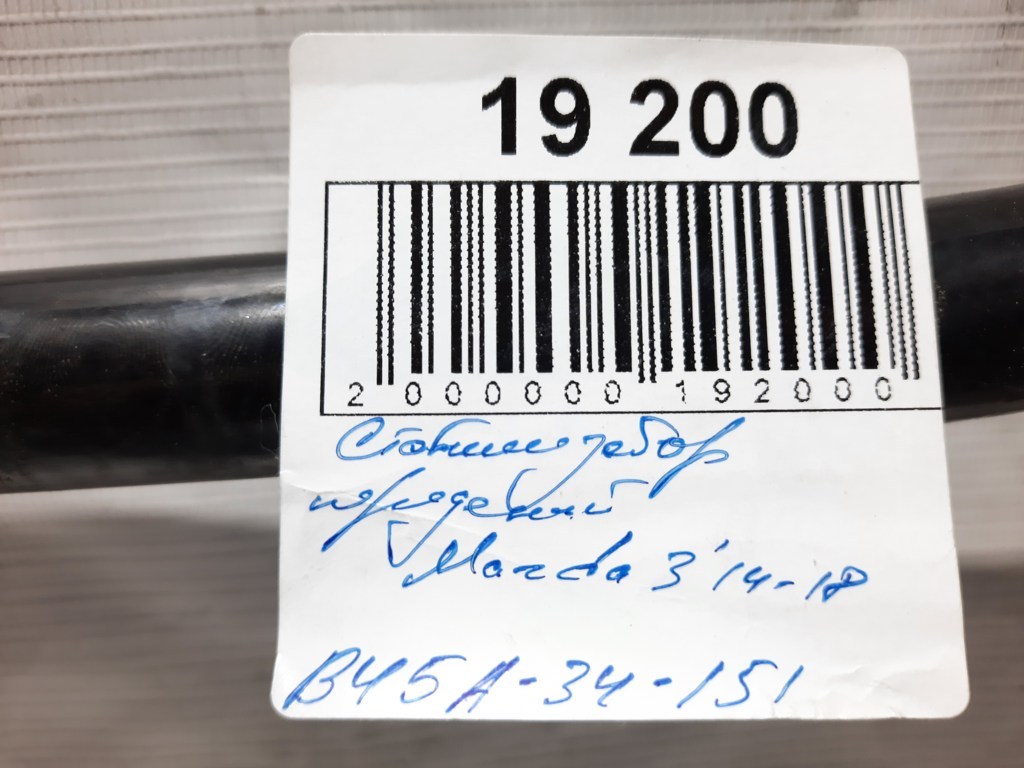 19 200
2 000000 192000
Стабилизатор
передний
Mazda 3 '14-18
B45A-34-151